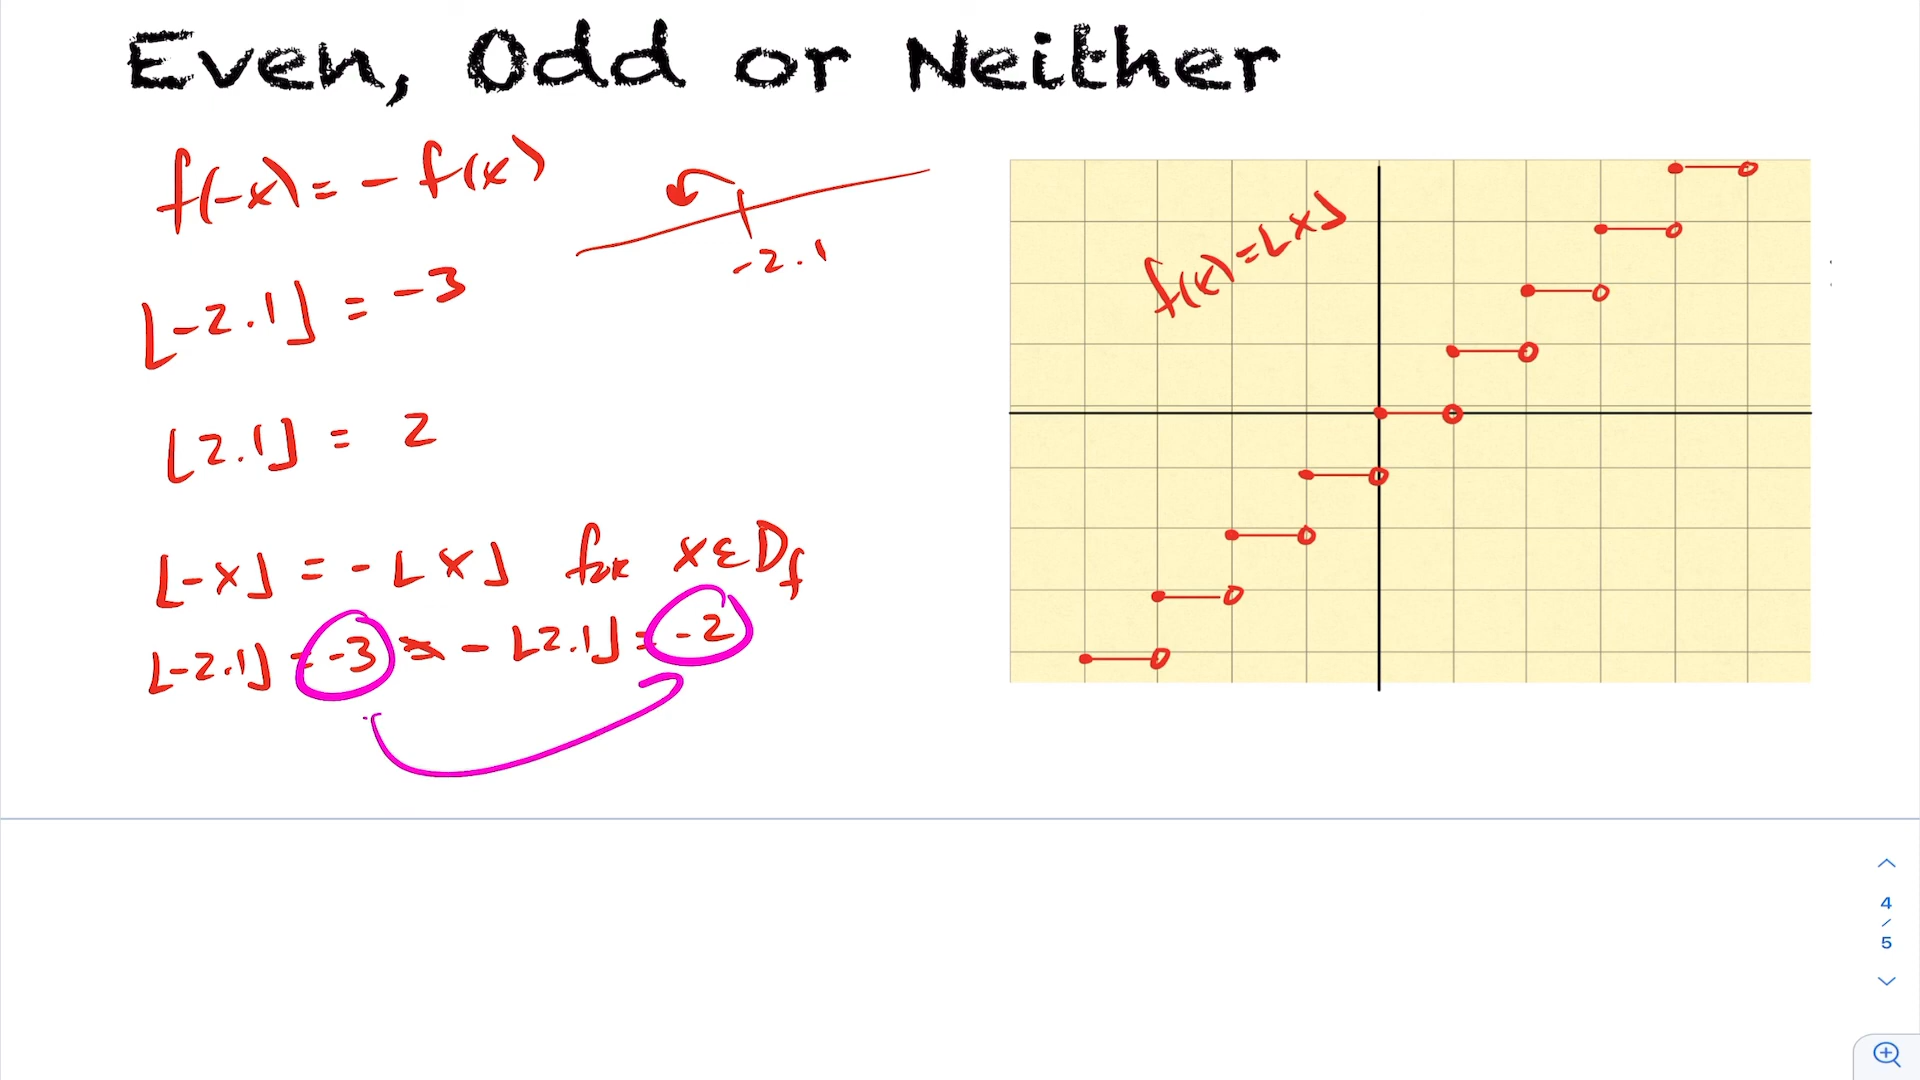 Even, Odd or Neither
f(-x) = - f(x)
-2.1
⌊-2.1⌋ = -3
⌊2.1⌋ = 2
⌊-x⌋ = -⌊x⌋ for x ∈ D_f
⌊-2.1⌋ = -3 = -⌊2.1⌋ = -2
f(x) = ⌊x⌋
4
/
5